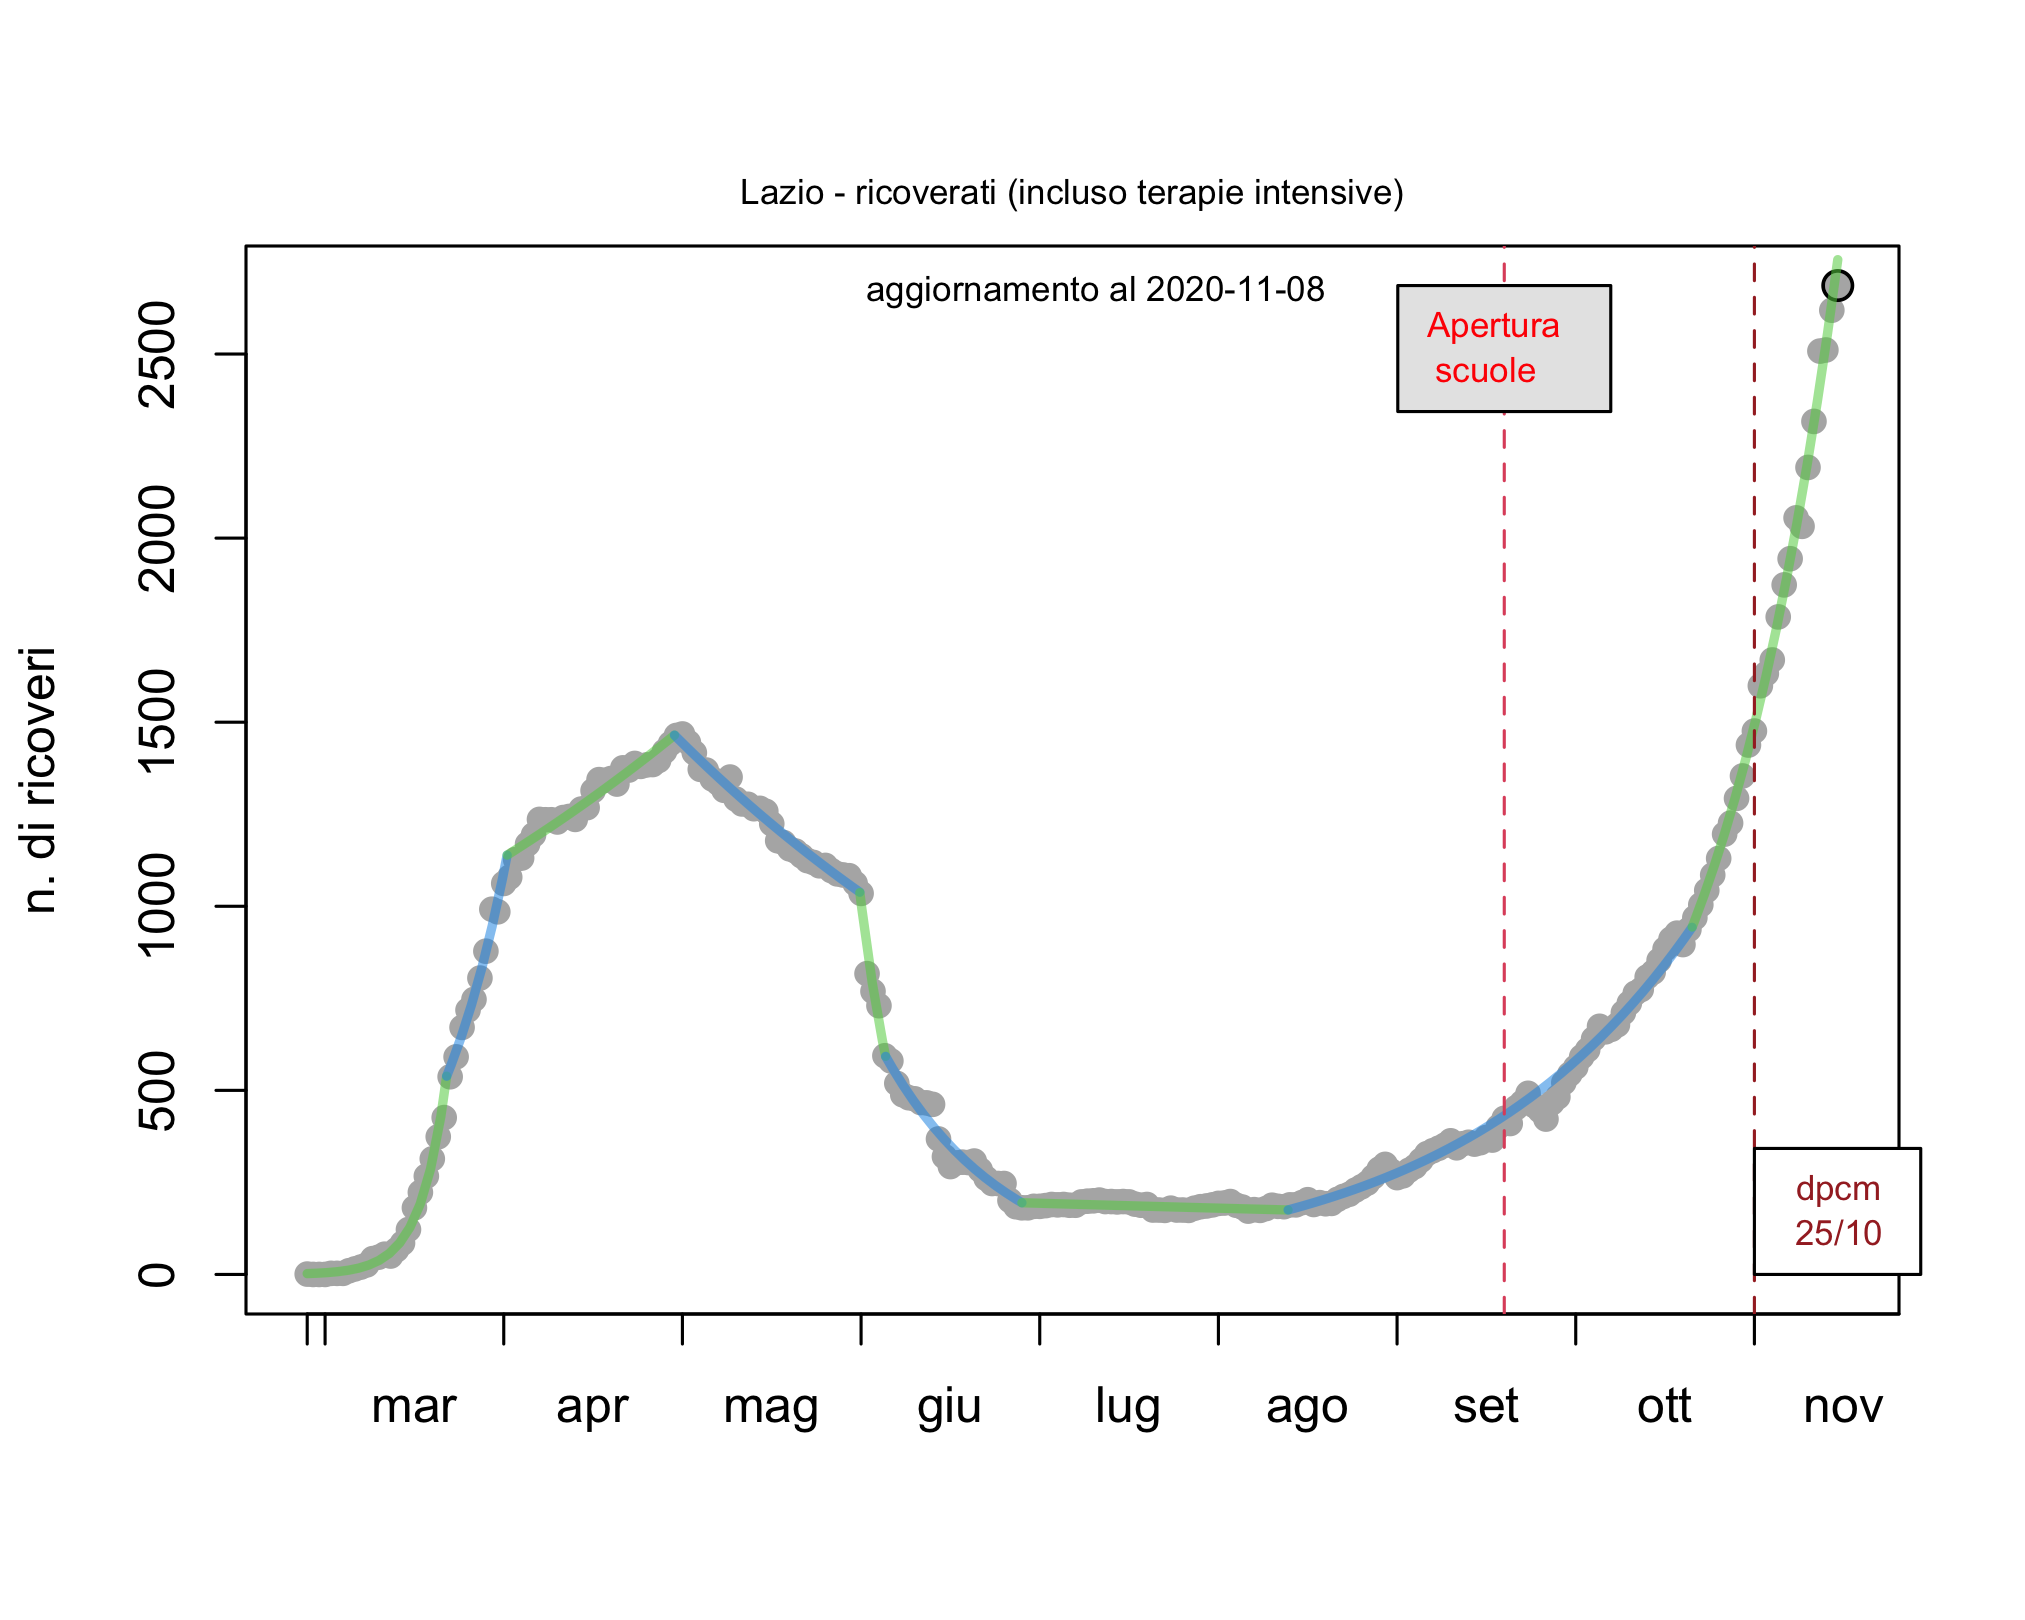 Lazio - ricoverati (incluso terapie intensive)
aggiornamento al 2020-11-08
Apertura
scuole
n. di ricoveri
2500
2000
1500
1000
500
0
dpcm
25/10
mar apr mag giu lug ago set ott nov